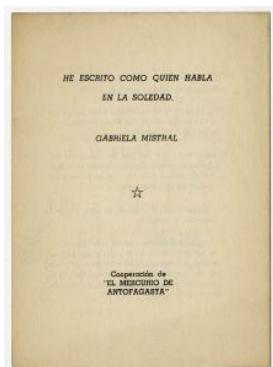 HE ESCRITO COMO QUIEN HABLA
EN LA SOLEDAD.
GABRIELA MISTRAL
Cooperación de
"EL MERCURIO DE
ANTOFAGASTA"